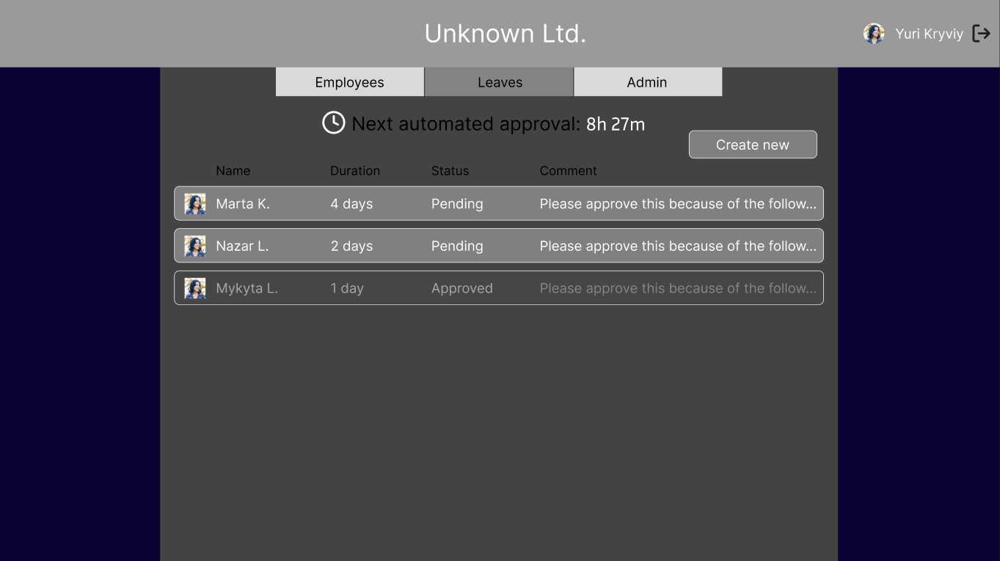 Unknown Ltd.
Yuri Kryviy
Employees Leaves Admin
Next automated approval: 8h 27m
Create new
Name Duration Status Comment
Marta K. 4 days Pending Please approve this because of the follow...
Nazar L. 2 days Pending Please approve this because of the follow...
Mykyta L. 1 day Approved Please approve this because of the follow...